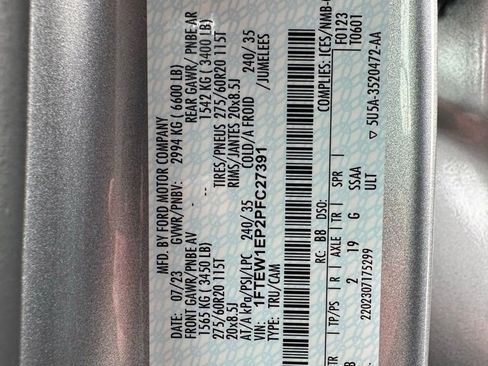 MFD. BY FORD MOTOR COMPANY
DATE: 07/23 GVWR/PNBV: 2994 KG ( 6600 LB)
FRONT GAWR/ PNBE AV REAR GAWR/ PNBE AR
1565 KG ( 3450 LB) 1542 KG ( 3400 LB)
275/60R20 115T TIRES/PNEUS 275/60R20 115T
20x8.5J RIMS/JANTES 20x8.5J
AT/A kPa/PSI/LPC 240/ 35 COLD/A FROID 240/ 35
VIN: 1FTEW1EP2PFC27391 /JUMELEES
TYPE: TRU/CAM
ICES/NMB-
F0123
T0601
RC: B8 DSO:
TP/PS R AXLE TR SPR
2 19 G SSAA
2202307175299 ULT
▽ 5U5A-3520472-AA
TR
B